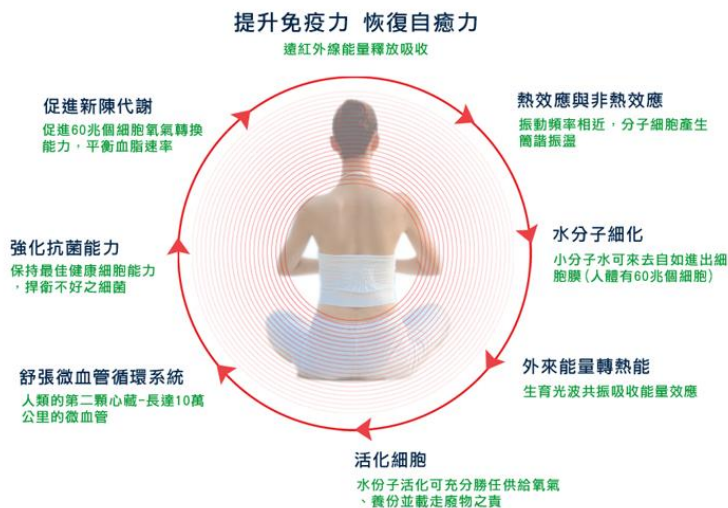 提升免疫力 恢復自癒力
遠紅外線能量釋放吸收
熱效應與非熱效應
振動頻率相近，分子細胞產生
簡諧振盪
水分子細化
小分子水可來去自如進出細
胞膜(人體有60兆個細胞)
外來能量轉熱能
生育光波共振吸收能量效應
活化細胞
水份子活化可充分勝任供給氧氣
、養份並載走廢物之責
舒張微血管循環系統
人類的第二顆心藏-長達10萬
公里的微血管
強化抗菌能力
保持最佳健康細胞能力
，捍衛不好之細菌
促進新陳代謝
促進60兆個細胞氧氣轉換
能力，平衡血脂速率